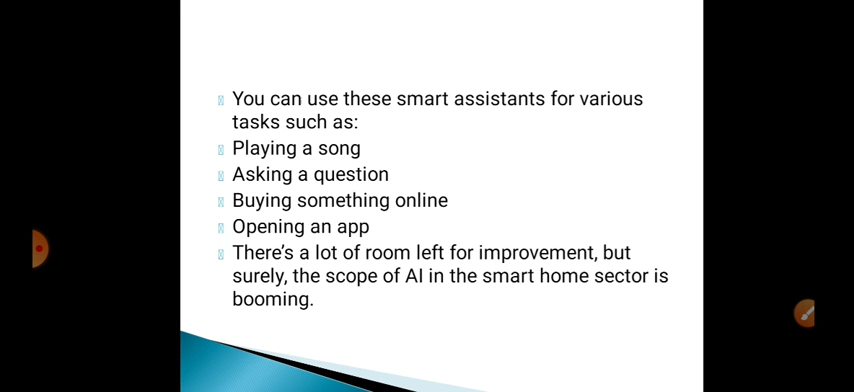 You can use these smart assistants for various
tasks such as:
Playing a song
Asking a question
Buying something online
Opening an app
There’s a lot of room left for improvement, but
surely, the scope of AI in the smart home sector is
booming.